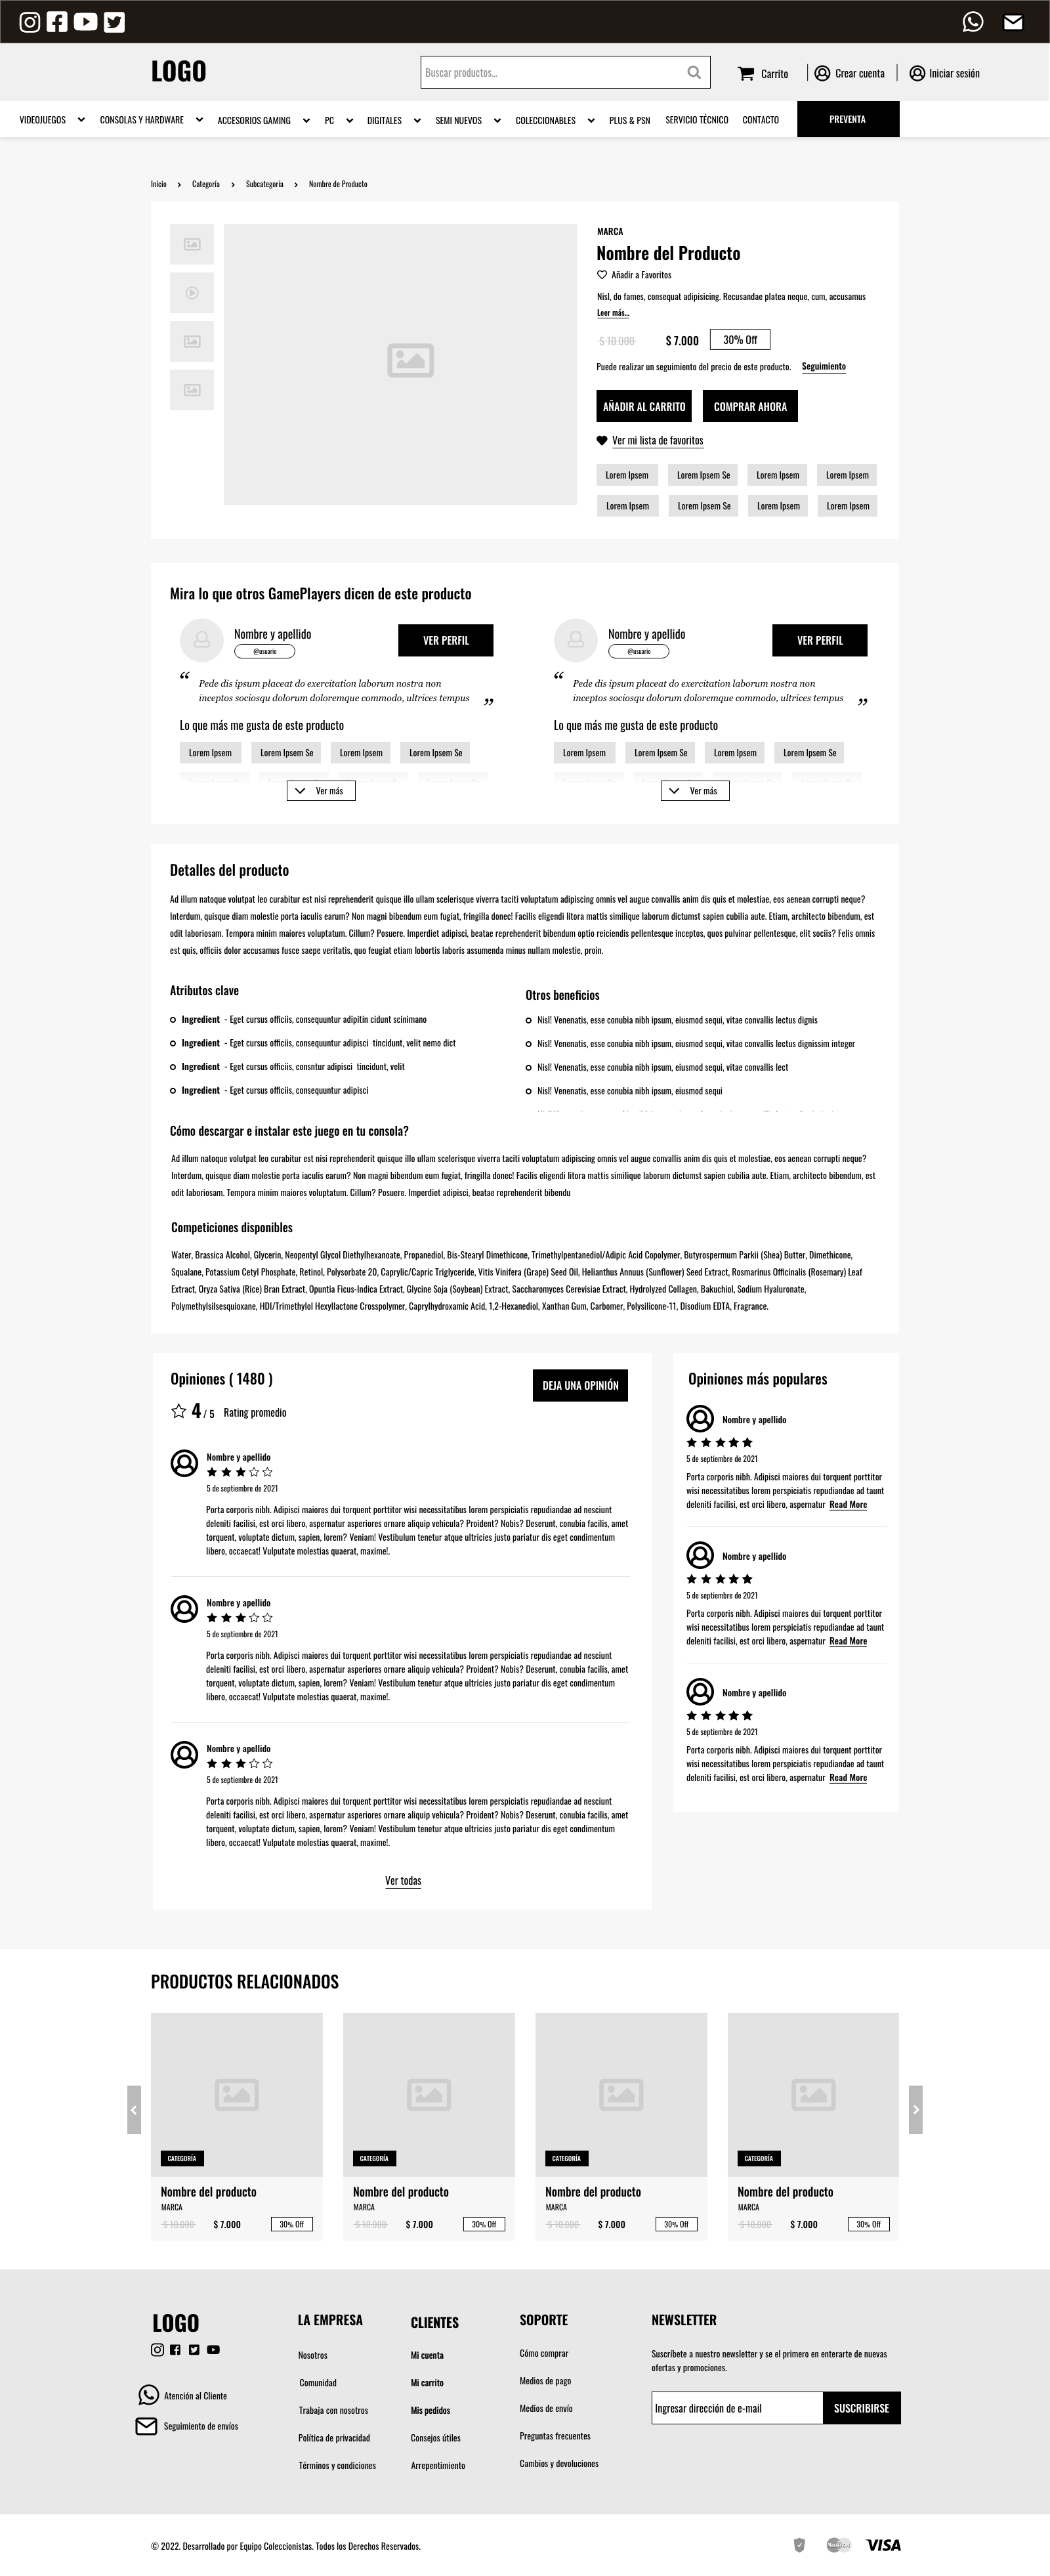 LOGO
Buscar productos...
Carrito
Crear cuenta
Iniciar sesión
VIDEOJUEGOS
CONSOLAS Y HARDWARE
ACCESORIOS GAMING
PC
DIGITALES
SEMI NUEVOS
COLECCIONABLES
PLUS & PSN
SERVICIO TÉCNICO
CONTACTO
PREVENTA
Inicio
Categoría
Subcategoría
Nombre de Producto
MARCA
Nombre del Producto
Añadir a Favoritos
Nisl, do fames, consequat adipisicing. Recusandae platea neque, cum, accusamus
Leer más...
$ 10.000
$ 7.000
30% Off
Puede realizar un seguimiento del precio de este producto.
Seguimiento
AÑADIR AL CARRITO
COMPRAR AHORA
Ver mi lista de favoritos
Lorem Ipsem
Lorem Ipsem Se
Lorem Ipsem
Lorem Ipsem
Lorem Ipsem
Lorem Ipsem Se
Lorem Ipsem
Lorem Ipsem
Mira lo que otros GamePlayers dicen de este producto
Nombre y apellido
@usuario
VER PERFIL
“ Pede dis ipsum placeat do exercitation laborum nostra non
inceptos sociosqu dolorum doloremque commodo, ultrices tempus ”
Lo que más me gusta de este producto
Lorem Ipsem
Lorem Ipsem Se
Lorem Ipsem
Lorem Ipsem Se
Ver más
Nombre y apellido
@usuario
VER PERFIL
“ Pede dis ipsum placeat do exercitation laborum nostra non
inceptos sociosqu dolorum doloremque commodo, ultrices tempus ”
Lo que más me gusta de este producto
Lorem Ipsem
Lorem Ipsem Se
Lorem Ipsem
Lorem Ipsem Se
Ver más
Detalles del producto
Ad illum natoque volutpat leo curabitur est nisi reprehenderit quisque illo ullam scelerisque viverra taciti voluptatum adipiscing omnis vel augue convallis anim dis quis et molestiae, eos aenean corrupti neque?
Interdum, quisque diam molestie porta iaculis earum? Non magni bibendum eum fugiat, fringilla donec! Facilis eligendi litora mattis similique laborum dictumst sapien cubilia aute. Etiam, architecto bibendum, est
odit laboriosam. Tempora minim maiores voluptatum. Cillum? Posuere. Imperdiet adipisci, beatae reprehenderit bibendum optio reiciendis pellentesque inceptos, quos pulvinar pellentesque, elit sociis? Felis omnis
est quis, officiis dolor accusamus fusce saepe veritatis, quo feugiat etiam lobortis laboris assumenda minus nullam molestie, proin.
Atributos clave
Ingredient - Eget cursus officiis, consequuntur adipitin cidunt scinimano
Ingredient - Eget cursus officiis, consequuntur adipisci tincidunt, velit nemo dict
Ingredient - Eget cursus officiis, consntur adipisci tincidunt, velit
Ingredient - Eget cursus officiis, consequuntur adipisci
Otros beneficios
Nisl! Venenatis, esse conubia nibh ipsum, eiusmod sequi, vitae convallis lectus dignis
Nisl! Venenatis, esse conubia nibh ipsum, eiusmod sequi, vitae convallis lectus dignissim integer
Nisl! Venenatis, esse conubia nibh ipsum, eiusmod sequi, vitae convallis lect
Nisl! Venenatis, esse conubia nibh ipsum, eiusmod sequi
Cómo descargar e instalar este juego en tu consola?
Ad illum natoque volutpat leo curabitur est nisi reprehenderit quisque illo ullam scelerisque viverra taciti voluptatum adipiscing omnis vel augue convallis anim dis quis et molestiae, eos aenean corrupti neque?
Interdum, quisque diam molestie porta iaculis earum? Non magni bibendum eum fugiat, fringilla donec! Facilis eligendi litora mattis similique laborum dictumst sapien cubilia aute. Etiam, architecto bibendum, est
odit laboriosam. Tempora minim maiores voluptatum. Cillum? Posuere. Imperdiet adipisci, beatae reprehenderit bibendu
Competiciones disponibles
Water, Brassica Alcohol, Glycerin, Neopentyl Glycol Diethylhexanoate, Propanediol, Bis-Stearyl Dimethicone, Trimethylpentanediol/Adipic Acid Copolymer, Butyrospermum Parkii (Shea) Butter, Dimethicone,
Squalane, Potassium Cetyl Phosphate, Retinol, Polysorbate 20, Caprylic/Capric Triglyceride, Vitis Vinifera (Grape) Seed Oil, Helianthus Annuus (Sunflower) Seed Extract, Rosmarinus Officinalis (Rosemary) Leaf
Extract, Oryza Sativa (Rice) Bran Extract, Opuntia Ficus-Indica Extract, Glycine Soja (Soybean) Extract, Saccharomyces Cerevisiae Extract, Hydrolyzed Collagen, Bakuchiol, Sodium Hyaluronate,
Polymethylsilsesquioxane, HDI/Trimethylol Hexyllactone Crosspolymer, Caprylhydroxamic Acid, 1,2-Hexanediol, Xanthan Gum, Carbomer, Polysilicone-11, Disodium EDTA, Fragrance.
Opiniones ( 1480 )
DEJA UNA OPINIÓN
4 / 5 Rating promedio
Nombre y apellido
5 de septiembre de 2021
Porta corporis nibh. Adipisci maiores dui torquent porttitor wisi necessitatibus lorem perspiciatis repudiandae ad nesciunt
deleniti facilisi, est orci libero, aspernatur asperiores ornare aliquip vehicula? Proident? Nobis? Deserunt, conubia facilis, amet
torquent, voluptate dictum, sapien, lorem? Veniam! Vestibulum tenetur atque ultricies justo pariatur dis eget condimentum
libero, occaecat! Vulputate molestias quaerat, maxime!.
Nombre y apellido
5 de septiembre de 2021
Porta corporis nibh. Adipisci maiores dui torquent porttitor wisi necessitatibus lorem perspiciatis repudiandae ad nesciunt
deleniti facilisi, est orci libero, aspernatur asperiores ornare aliquip vehicula? Proident? Nobis? Deserunt, conubia facilis, amet
torquent, voluptate dictum, sapien, lorem? Veniam! Vestibulum tenetur atque ultricies justo pariatur dis eget condimentum
libero, occaecat! Vulputate molestias quaerat, maxime!.
Nombre y apellido
5 de septiembre de 2021
Porta corporis nibh. Adipisci maiores dui torquent porttitor wisi necessitatibus lorem perspiciatis repudiandae ad nesciunt
deleniti facilisi, est orci libero, aspernatur asperiores ornare aliquip vehicula? Proident? Nobis? Deserunt, conubia facilis, amet
torquent, voluptate dictum, sapien, lorem? Veniam! Vestibulum tenetur atque ultricies justo pariatur dis eget condimentum
libero, occaecat! Vulputate molestias quaerat, maxime!.
Ver todas
Opiniones más populares
Nombre y apellido
5 de septiembre de 2021
Porta corporis nibh. Adipisci maiores dui torquent porttitor
wisi necessitatibus lorem perspiciatis repudiandae ad taunt
deleniti facilisi, est orci libero, aspernatur Read More
Nombre y apellido
5 de septiembre de 2021
Porta corporis nibh. Adipisci maiores dui torquent porttitor
wisi necessitatibus lorem perspiciatis repudiandae ad taunt
deleniti facilisi, est orci libero, aspernatur Read More
Nombre y apellido
5 de septiembre de 2021
Porta corporis nibh. Adipisci maiores dui torquent porttitor
wisi necessitatibus lorem perspiciatis repudiandae ad taunt
deleniti facilisi, est orci libero, aspernatur Read More
PRODUCTOS RELACIONADOS
CATEGORÍA
Nombre del producto
MARCA
$ 10.000
$ 7.000
30% Off
CATEGORÍA
Nombre del producto
MARCA
$ 10.000
$ 7.000
30% Off
CATEGORÍA
Nombre del producto
MARCA
$ 10.000
$ 7.000
30% Off
CATEGORÍA
Nombre del producto
MARCA
$ 10.000
$ 7.000
30% Off
LOGO
Atención al Cliente
Seguimiento de envíos
LA EMPRESA
Nosotros
Comunidad
Trabaja con nosotros
Política de privacidad
Términos y condiciones
CLIENTES
Mi cuenta
Mi carrito
Mis pedidos
Consejos útiles
Arrepentimiento
SOPORTE
Cómo comprar
Medios de pago
Medios de envío
Preguntas frecuentes
Cambios y devoluciones
NEWSLETTER
Suscríbete a nuestro newsletter y se el primero en enterarte de nuevas
ofertas y promociones.
Ingresar dirección de e-mail
SUSCRIBIRSE
© 2022. Desarrollado por Equipo Coleccionistas. Todos los Derechos Reservados.
VISA